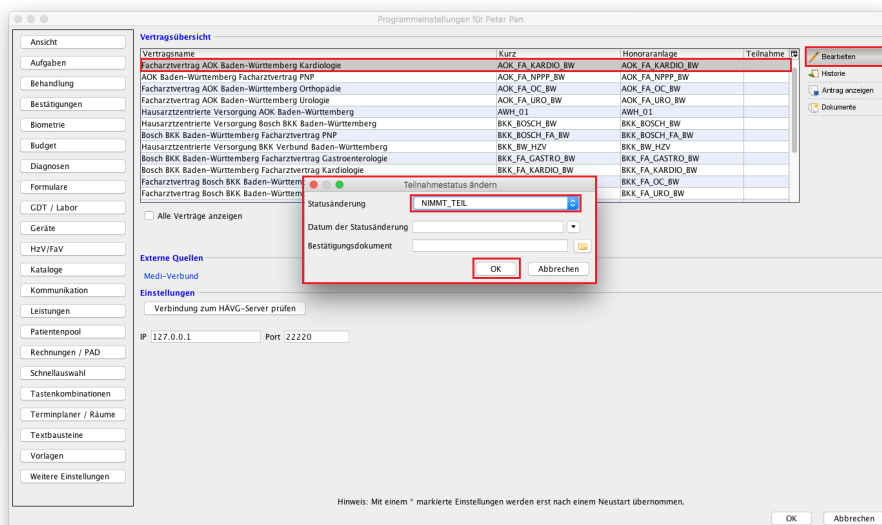 Programmeinstellungen für Peter Pan
Ansicht
Aufgaben
Behandlung
Bestätigungen
Biometrie
Budget
Diagnosen
Formulare
GDT / Labor
Geräte
HzV/FaV
Kataloge
Kommunikation
Leistungen
Patientenpool
Rechnungen / PAD
Schnellauswahl
Tastenkombinationen
Terminplaner / Räume
Textbausteine
Vorlagen
Weitere Einstellungen
Vertragsübersicht
Vertragsname Kurz Honoraranlage Teilnahme
Facharztvertrag AOK Baden-Württemberg Kardiologie AOK_FA_KARDIO_BW AOK_FA_KARDIO_BW
AOK Baden-Württemberg Facharztvertrag PNP AOK_FA_NPPP_BW AOK_FA_NPPP_BW
Facharztvertrag AOK Baden-Württemberg Orthopädie AOK_FA_OC_BW AOK_FA_OC_BW
Facharztvertrag AOK Baden-Württemberg Urologie AOK_FA_URO_BW AOK_FA_URO_BW
Hausarztzentrierte Versorgung AOK Baden-Württemberg AWH_01 AWH_01
Hausarztzentrierte Versorgung Bosch BKK Baden-Württemberg BKK_BOSCH_BW BKK_BOSCH_BW
Bosch BKK Baden-Württemberg Facharztvertrag PNP BKK_BOSCH_FA_BW BKK_BOSCH_FA_BW
Hausarztzentrierte Versorgung BKK Verbund Baden-Württemberg BKK_BW_HZV BKK_BW_HZV
Bosch BKK Baden-Württemberg Facharztvertrag Gastroenterologie BKK_FA_GASTRO_BW BKK_FA_GASTRO_BW
Bosch BKK Baden-Württemberg Facharztvertrag Kardiologie BKK_FA_KARDIO_BW BKK_FA_KARDIO_BW
Facharztvertrag Bosch BKK Baden-Württem BKK_FA_OC_BW
Facharztvertrag Bosch BKK Baden-Württem BKK_FA_URO_BW
Bearbeiten
Historie
Antrag anzeigen
Dokumente
Alle Verträge anzeigen
Teilnahmestatus ändern
Statusänderung NIMMT_TEIL
Datum der Statusänderung
Bestätigungsdokument
OK Abbrechen
Externe Quellen
Medi-Verbund
Einstellungen
Verbindung zum HÄVG-Server prüfen
IP 127.0.0.1 Port 22220
Hinweis: Mit einem * markierte Einstellungen werden erst nach einem Neustart übernommen.
OK Abbrechen